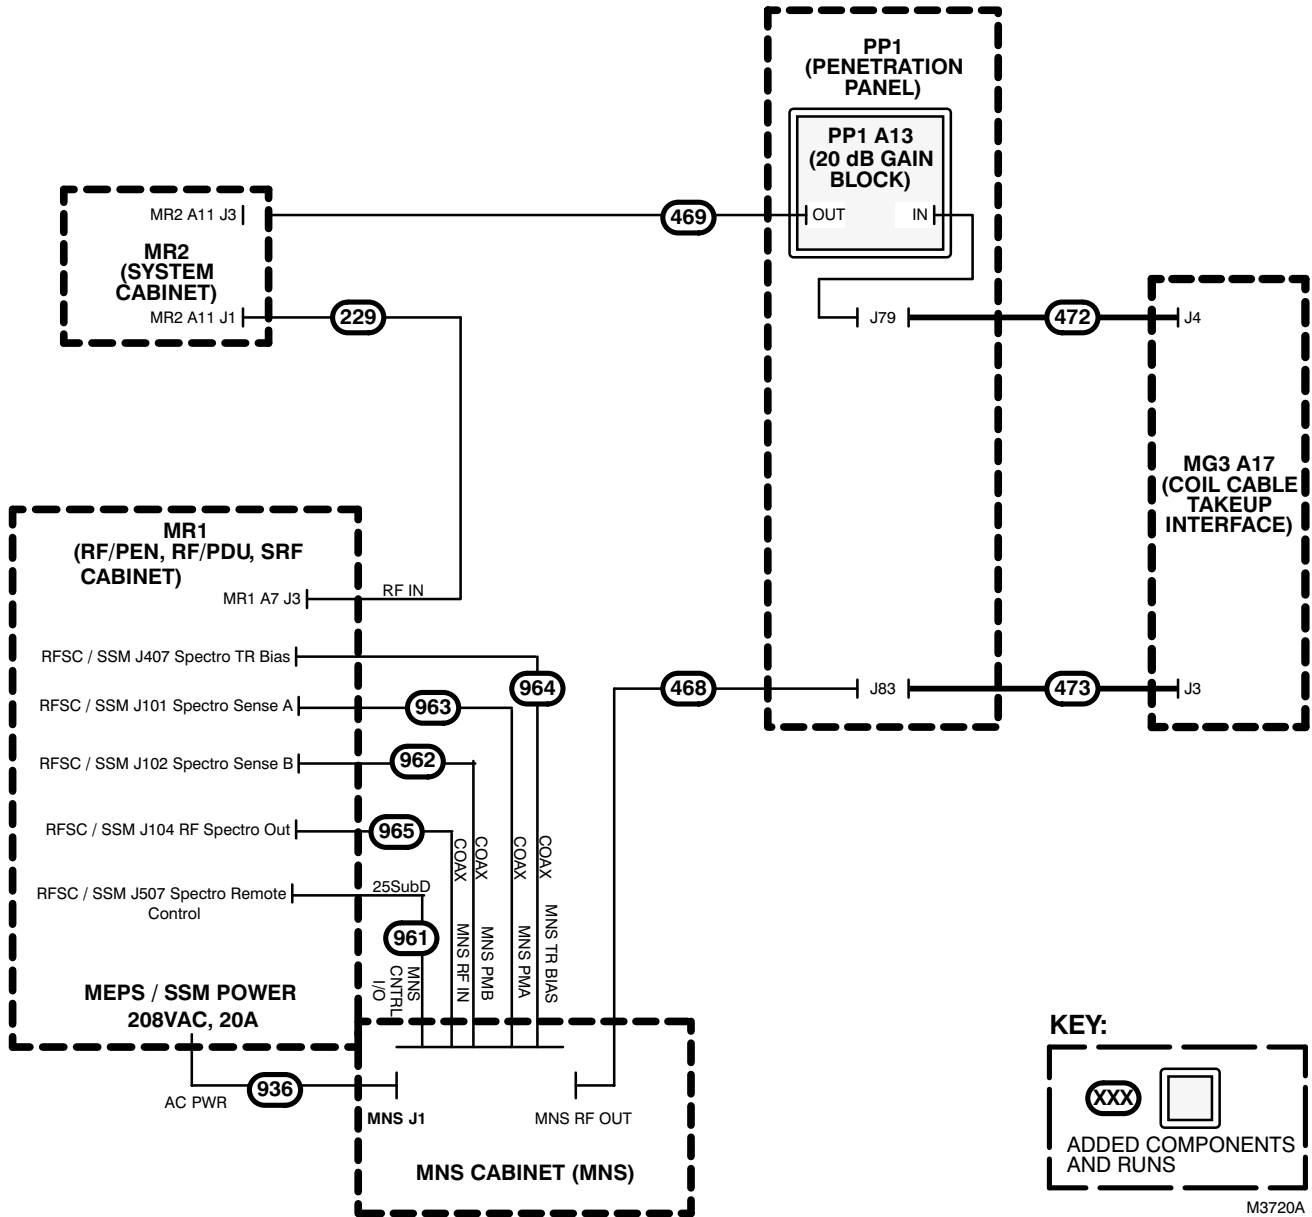 PP1
(PENETRATION
PANEL)
PP1 A13
(20 dB GAIN
BLOCK)
OUT
IN
MR2 A11 J3
469
MR2
(SYSTEM
CABINET)
MR2 A11 J1
229
J79
472
J4
MG3 A17
(COIL CABLE
TAKEUP
INTERFACE)
MR1
(RF/PEN, RF/PDU, SRF
CABINET)
MR1 A7 J3
RF IN
RFSC / SSM J407 Spectro TR Bias
964
468
J83
473
J3
RFSC / SSM J101 Spectro Sense A
963
RFSC / SSM J102 Spectro Sense B
962
RFSC / SSM J104 RF Spectro Out
965
COAX
COAX
COAX
COAX
RFSC / SSM J507 Spectro Remote
Control
25SubD
961
MNS
CNTRL
I/O
MNS RF IN
MNS PMB
MNS PMA
MNS TR BIAS
MEPS / SSM POWER
208VAC, 20A
936
AC PWR
MNS J1
MNS RF OUT
MNS CABINET (MNS)
KEY:
XXX
ADDED COMPONENTS
AND RUNS
M3720A